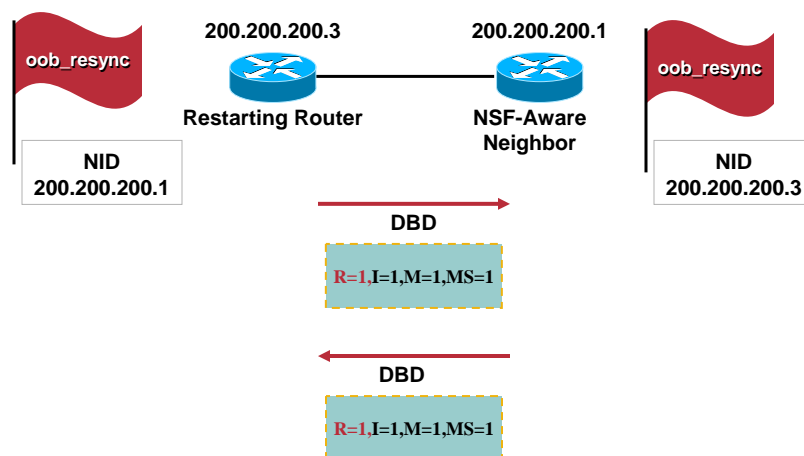 200.200.200.3
200.200.200.1
oob_resync
oob_resync
Restarting Router
NSF-Aware
Neighbor
NID
200.200.200.1
NID
200.200.200.3
DBD
R=1,I=1,M=1,MS=1
DBD
R=1,I=1,M=1,MS=1